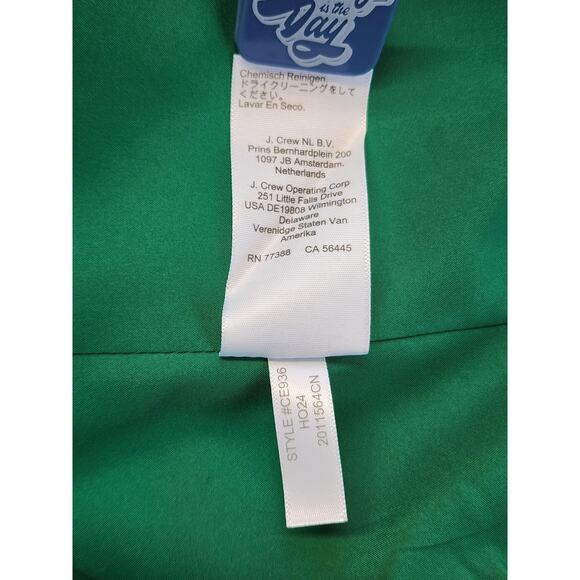 is the
Day
Chemisch Reinigen.
ドライクリーニングをして
ください。
Lavar En Seco.
J. Crew NL B.V.
Prins Bernhardplein 200
1097 JB Amsterdam.
Netherlands
J. Crew Operating Corp
251 Little Falls Drive
USA DE19808 Wilmington
Delaware
Verenidge Staten Van
Amerika
RN 77388 CA 56445
STYLE #CE936
HO24
2011564CN